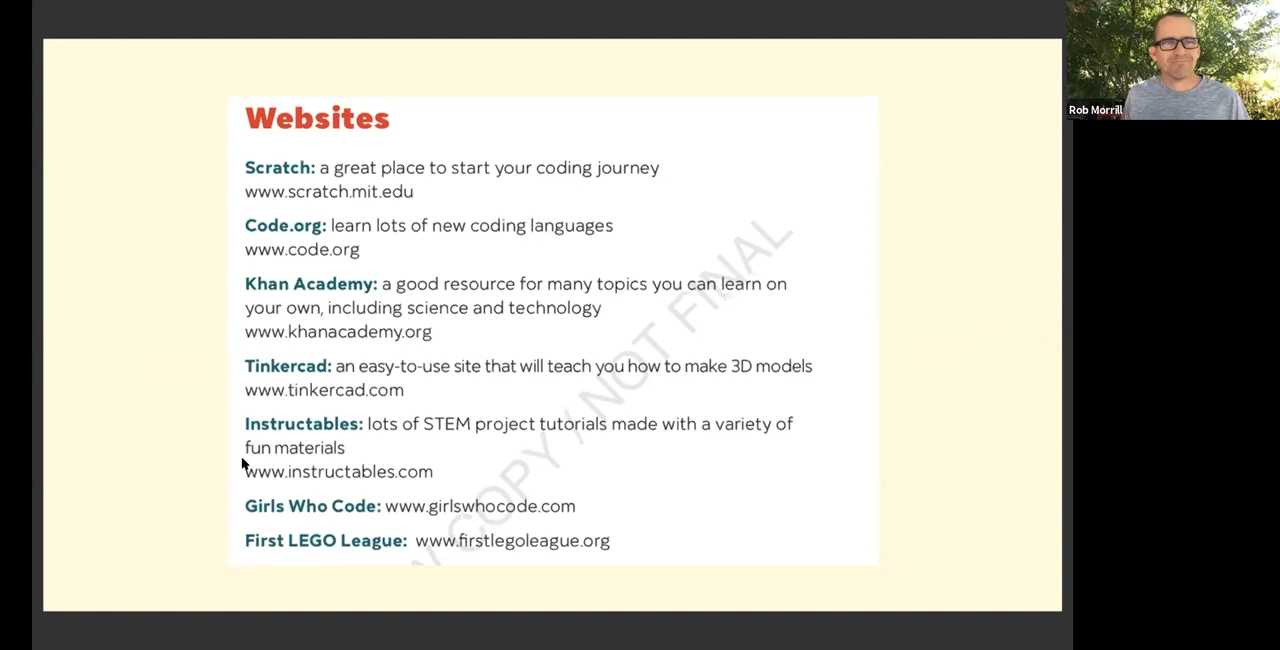 Websites
Scratch: a great place to start your coding journey
www.scratch.mit.edu
Code.org: learn lots of new coding languages
www.code.org
Khan Academy: a good resource for many topics you can learn on
your own, including science and technology
www.khanacademy.org
Tinkercad: an easy-to-use site that will teach you how to make 3D models
www.tinkercad.com
Instructables: lots of STEM project tutorials made with a variety of
fun materials
www.instructables.com
Girls Who Code: www.girlswhocode.com
First LEGO League: www.firstlegoleague.org
COPY / NOT FINAL
Rob Morrill